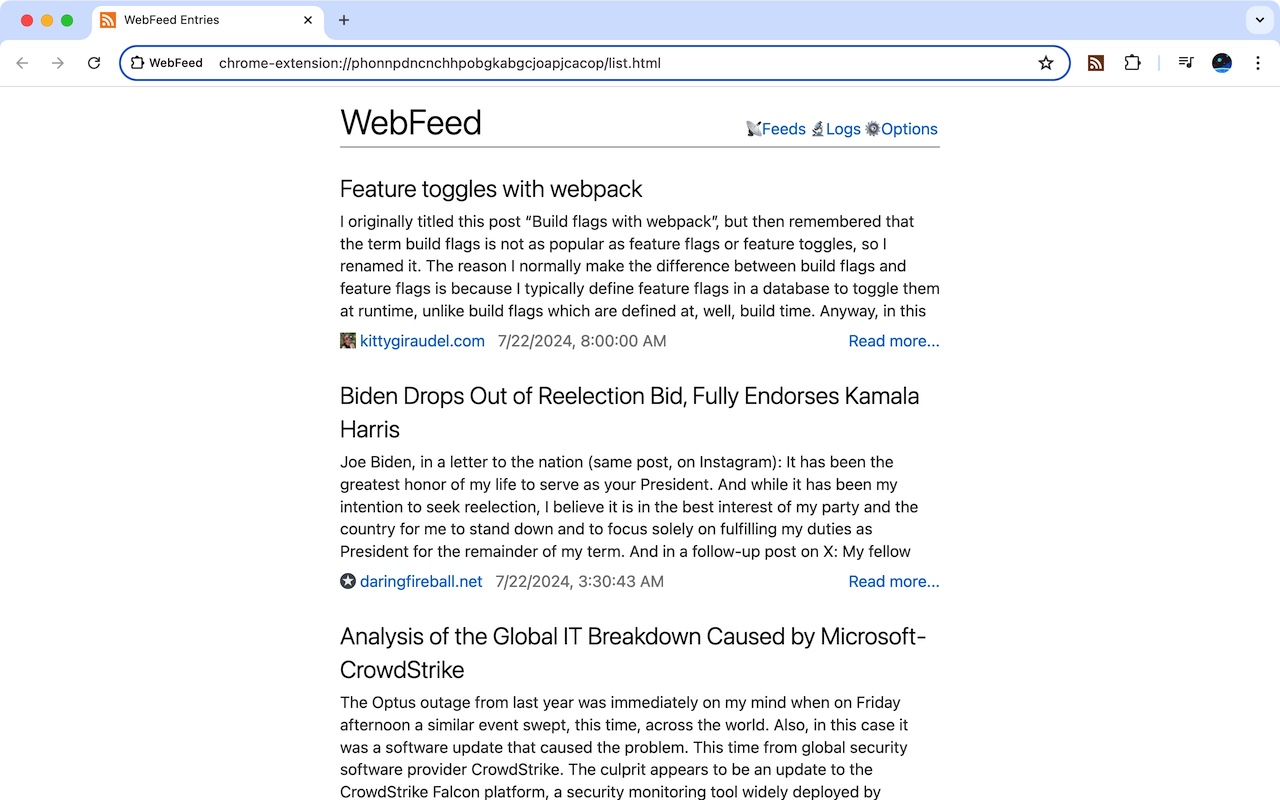 WebFeed Entries
WebFeed chrome-extension://phonnpdncnchhpobgkabgcjoapjcacop/list.html
WebFeed
Feeds Logs Options
Feature toggles with webpack
I originally titled this post “Build flags with webpack”, but then remembered that
the term build flags is not as popular as feature flags or feature toggles, so I
renamed it. The reason I normally make the difference between build flags and
feature flags is because I typically define feature flags in a database to toggle them
at runtime, unlike build flags which are defined at, well, build time. Anyway, in this
kittygiraudel.com 7/22/2024, 8:00:00 AM Read more...
Biden Drops Out of Reelection Bid, Fully Endorses Kamala
Harris
Joe Biden, in a letter to the nation (same post, on Instagram): It has been the
greatest honor of my life to serve as your President. And while it has been my
intention to seek reelection, I believe it is in the best interest of my party and the
country for me to stand down and to focus solely on fulfilling my duties as
President for the remainder of my term. And in a follow-up post on X: My fellow
daringfireball.net 7/22/2024, 3:30:43 AM Read more...
Analysis of the Global IT Breakdown Caused by Microsoft-
CrowdStrike
The Optus outage from last year was immediately on my mind when on Friday
afternoon a similar event swept, this time, across the world. Also, in this case it
was a software update that caused the problem. This time from global security
software provider CrowdStrike. The culprit appears to be an update to the
CrowdStrike Falcon platform, a security monitoring tool widely deployed by